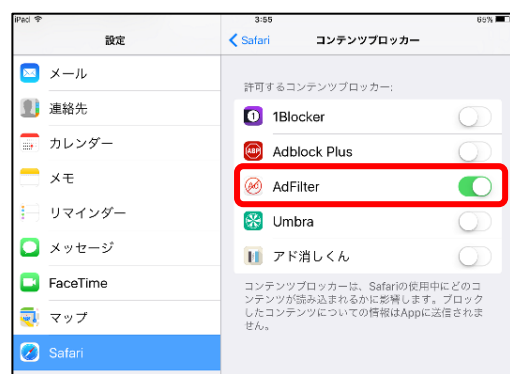 iPad
3:55
65%
設定
Safari
コンテンツブロッカー
メール
連絡先
カレンダー
メモ
リマインダー
メッセージ
FaceTime
マップ
Safari
許可するコンテンツブロッカー:
1Blocker
ABP
Adblock Plus
AdFilter
Umbra
アド消しくん
コンテンツブロッカーは、Safariの使用中にどのコ
ンテンツが読み込まれるかに影響します。ブロック
したコンテンツについての情報はAppに送信されま
せん。